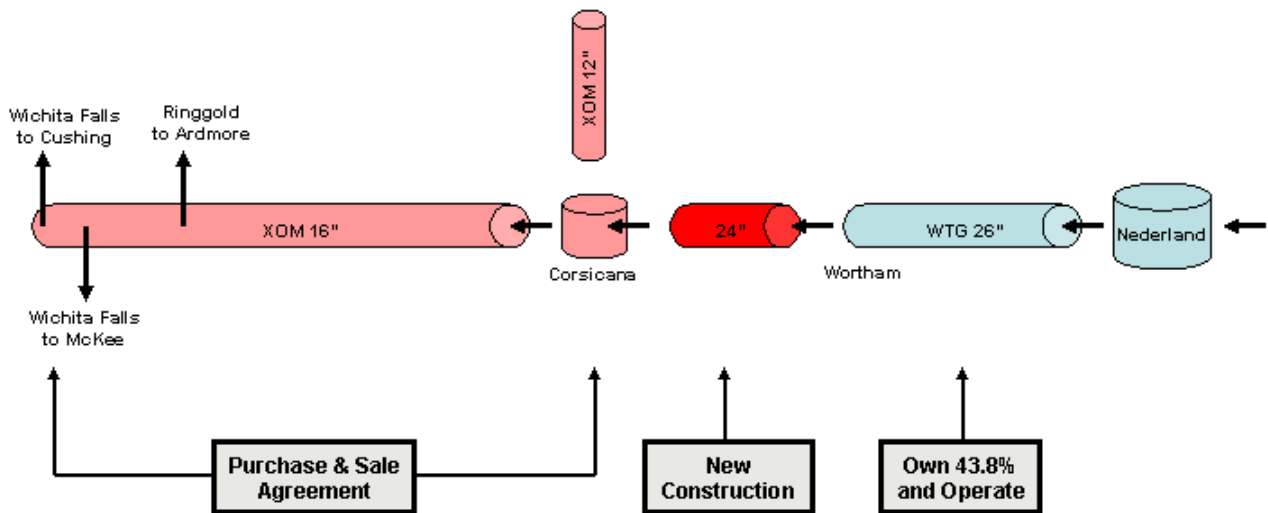 XOM 12"
Wichita Falls
to Cushing
Ringgold
to Ardmore
XOM 16"
24"
WTG 26"
Nederland
Corsicana
Wortham
Wichita Falls
to McKee
Purchase & Sale
Agreement
New
Construction
Own 43.8%
and Operate